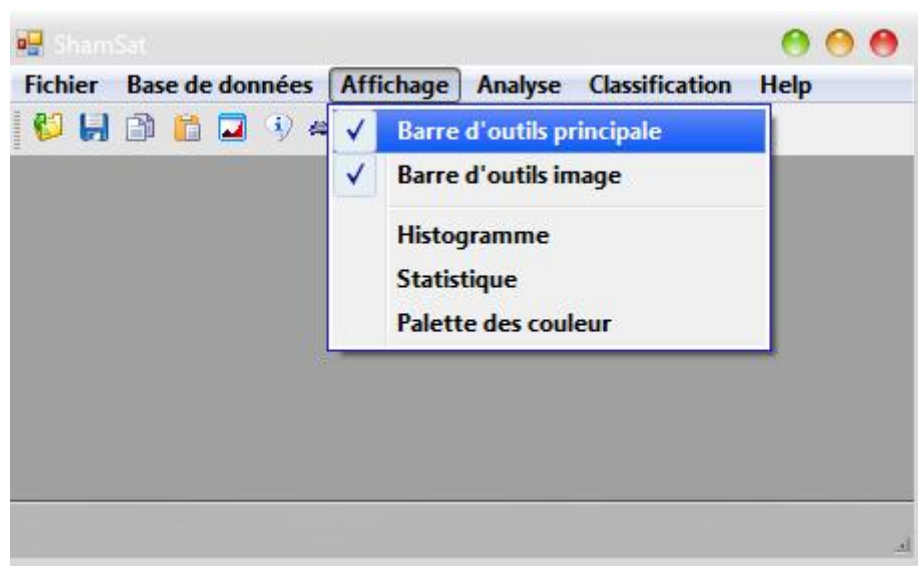 ShamSat
Fichier Base de données Affichage Analyse Classification Help
Barre d'outils principale
Barre d'outils image
Histogramme
Statistique
Palette des couleur